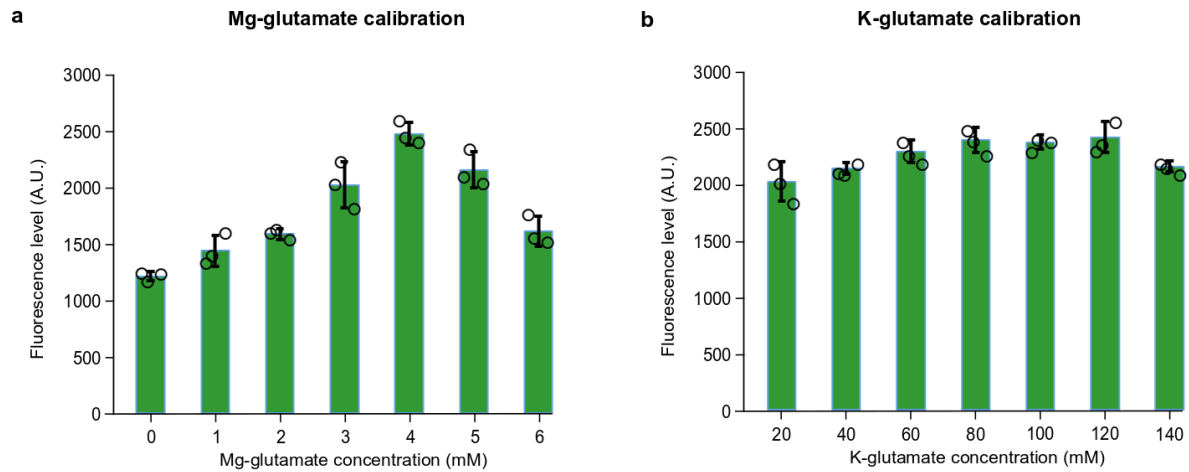 a
Mg-glutamate calibration
Fluorescence level (A.U.)
3000
2500
2000
1500
1000
500
0
0 1 2 3 4 5 6
Mg-glutamate concentration (mM)
b
K-glutamate calibration
Fluorescence level (A.U.)
3000
2500
2000
1500
1000
500
0
20 40 60 80 100 120 140
K-glutamate concentration (mM)